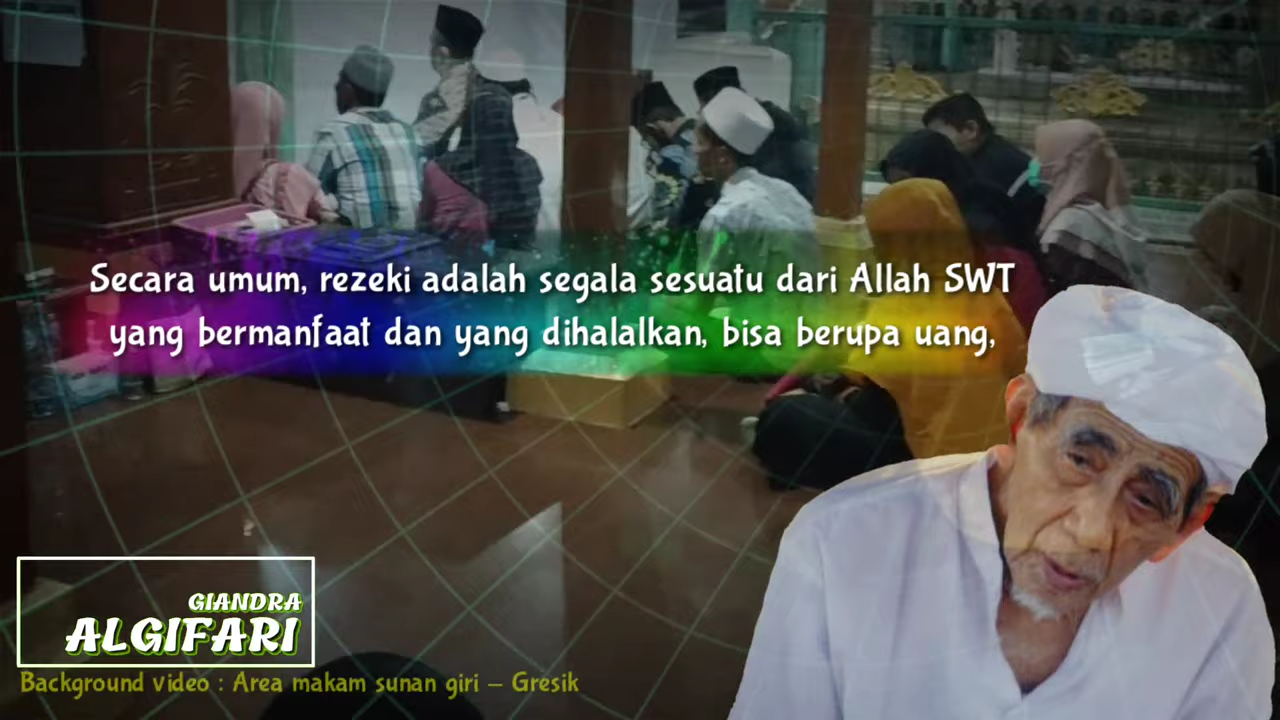 Secara umum, rezeki adalah segala sesuatu dari Allah SWT
yang bermanfaat dan yang dihalalkan, bisa berupa uang,
GIANDRA
ALGIFARI
Background video : Area makam sunan giri – Gresik